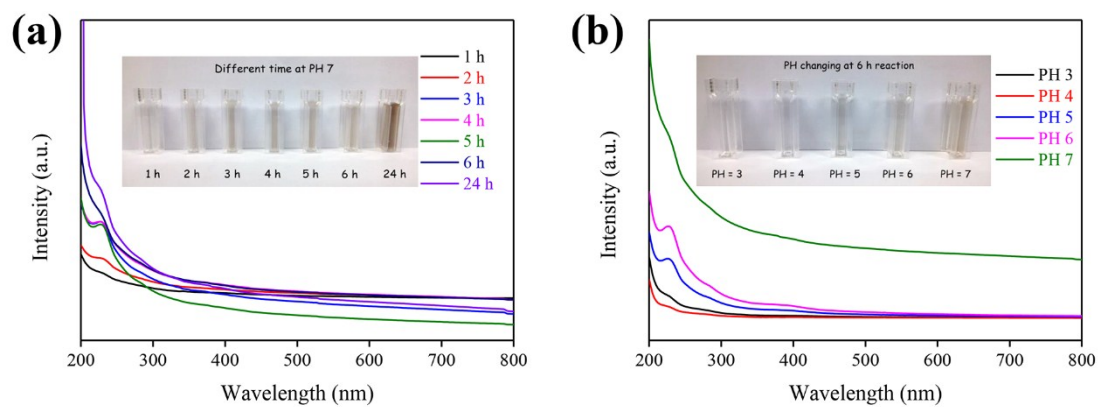 (a)
Different time at PH 7
1 h 2 h 3 h 4 h 5 h 6 h 24 h
1 h
2 h
3 h
4 h
5 h
6 h
24 h
Intensity (a.u.)
200 300 400 500 600 700 800
Wavelength (nm)
(b)
PH changing at 6 h reaction
PH = 3 PH = 4 PH = 5 PH = 6 PH = 7
PH 3
PH 4
PH 5
PH 6
PH 7
Intensity (a.u.)
200 300 400 500 600 700 800
Wavelength (nm)